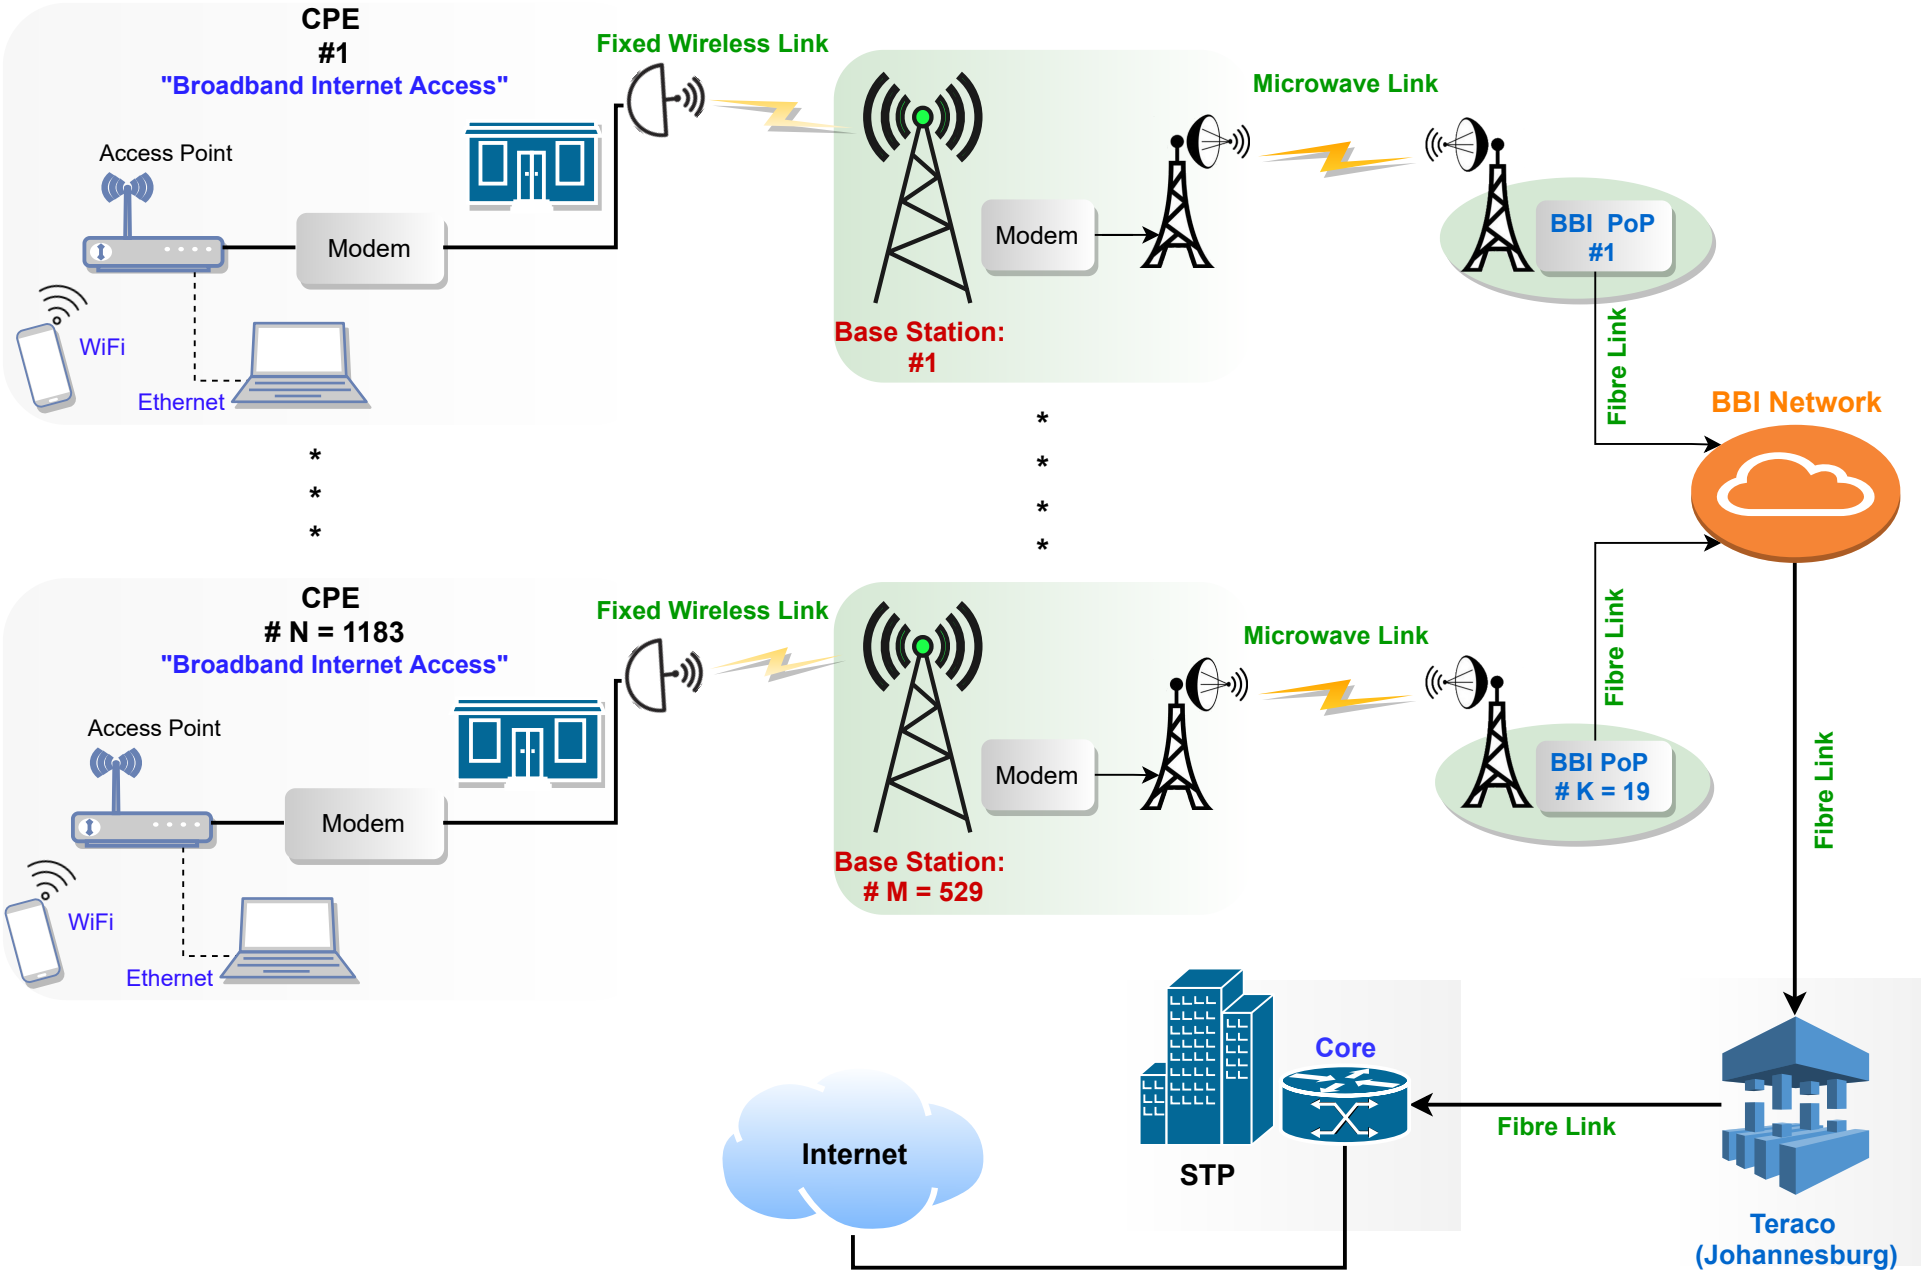 CPE
#1
"Broadband Internet Access"
Fixed Wireless Link
Microwave Link
Access Point
Modem
WiFi
Ethernet
Modem
Base Station:
#1
BBI PoP
#1
Fibre Link
BBI Network
*
*
*
*
*
*
*
CPE
# N = 1183
"Broadband Internet Access"
Fixed Wireless Link
Microwave Link
Access Point
Modem
WiFi
Ethernet
Modem
Base Station:
# M = 529
BBI PoP
# K = 19
Fibre Link
Fibre Link
Core
STP
Fibre Link
Internet
Teraco
(Johannesburg)